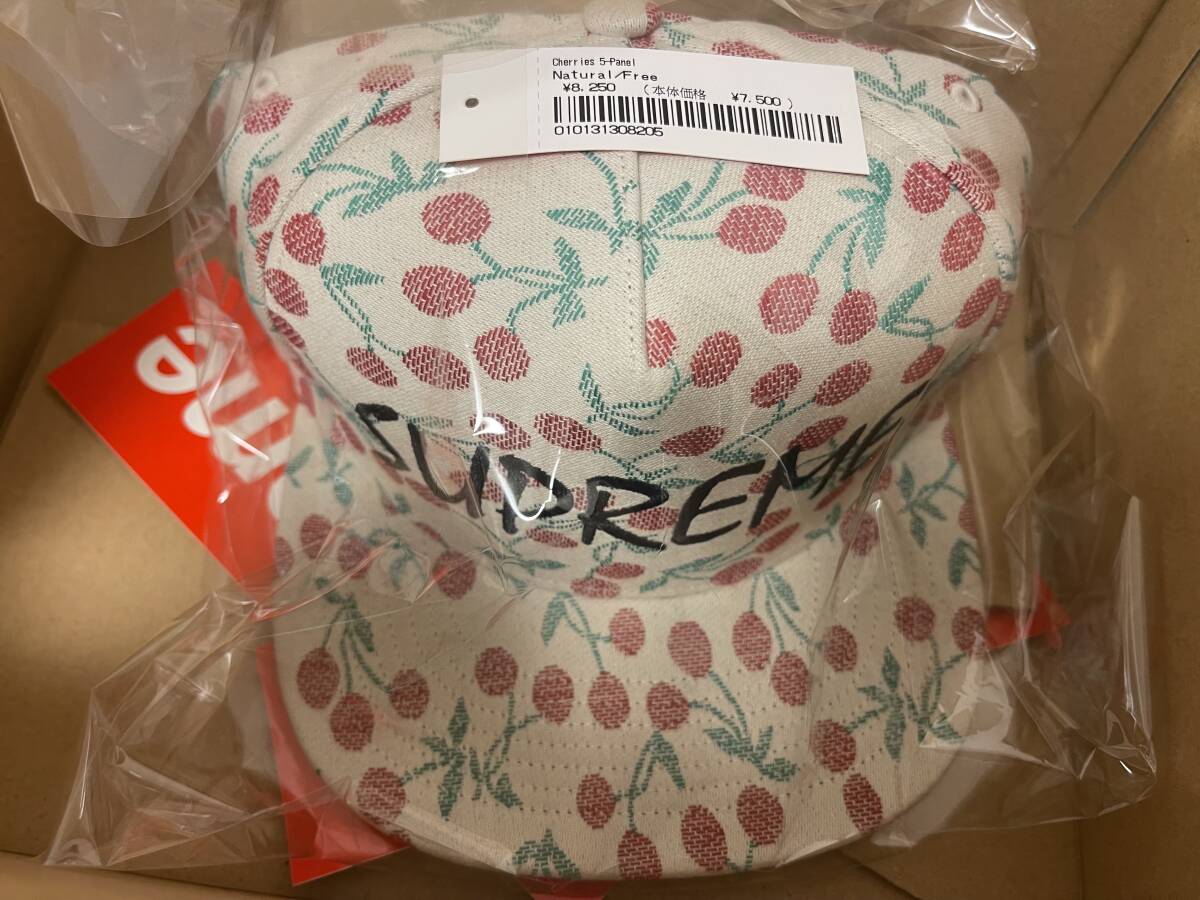 Cherries 5-Panel
Natural/Free
¥8.250 (本体価格 ¥7.500 )
010131308205
SUPREME